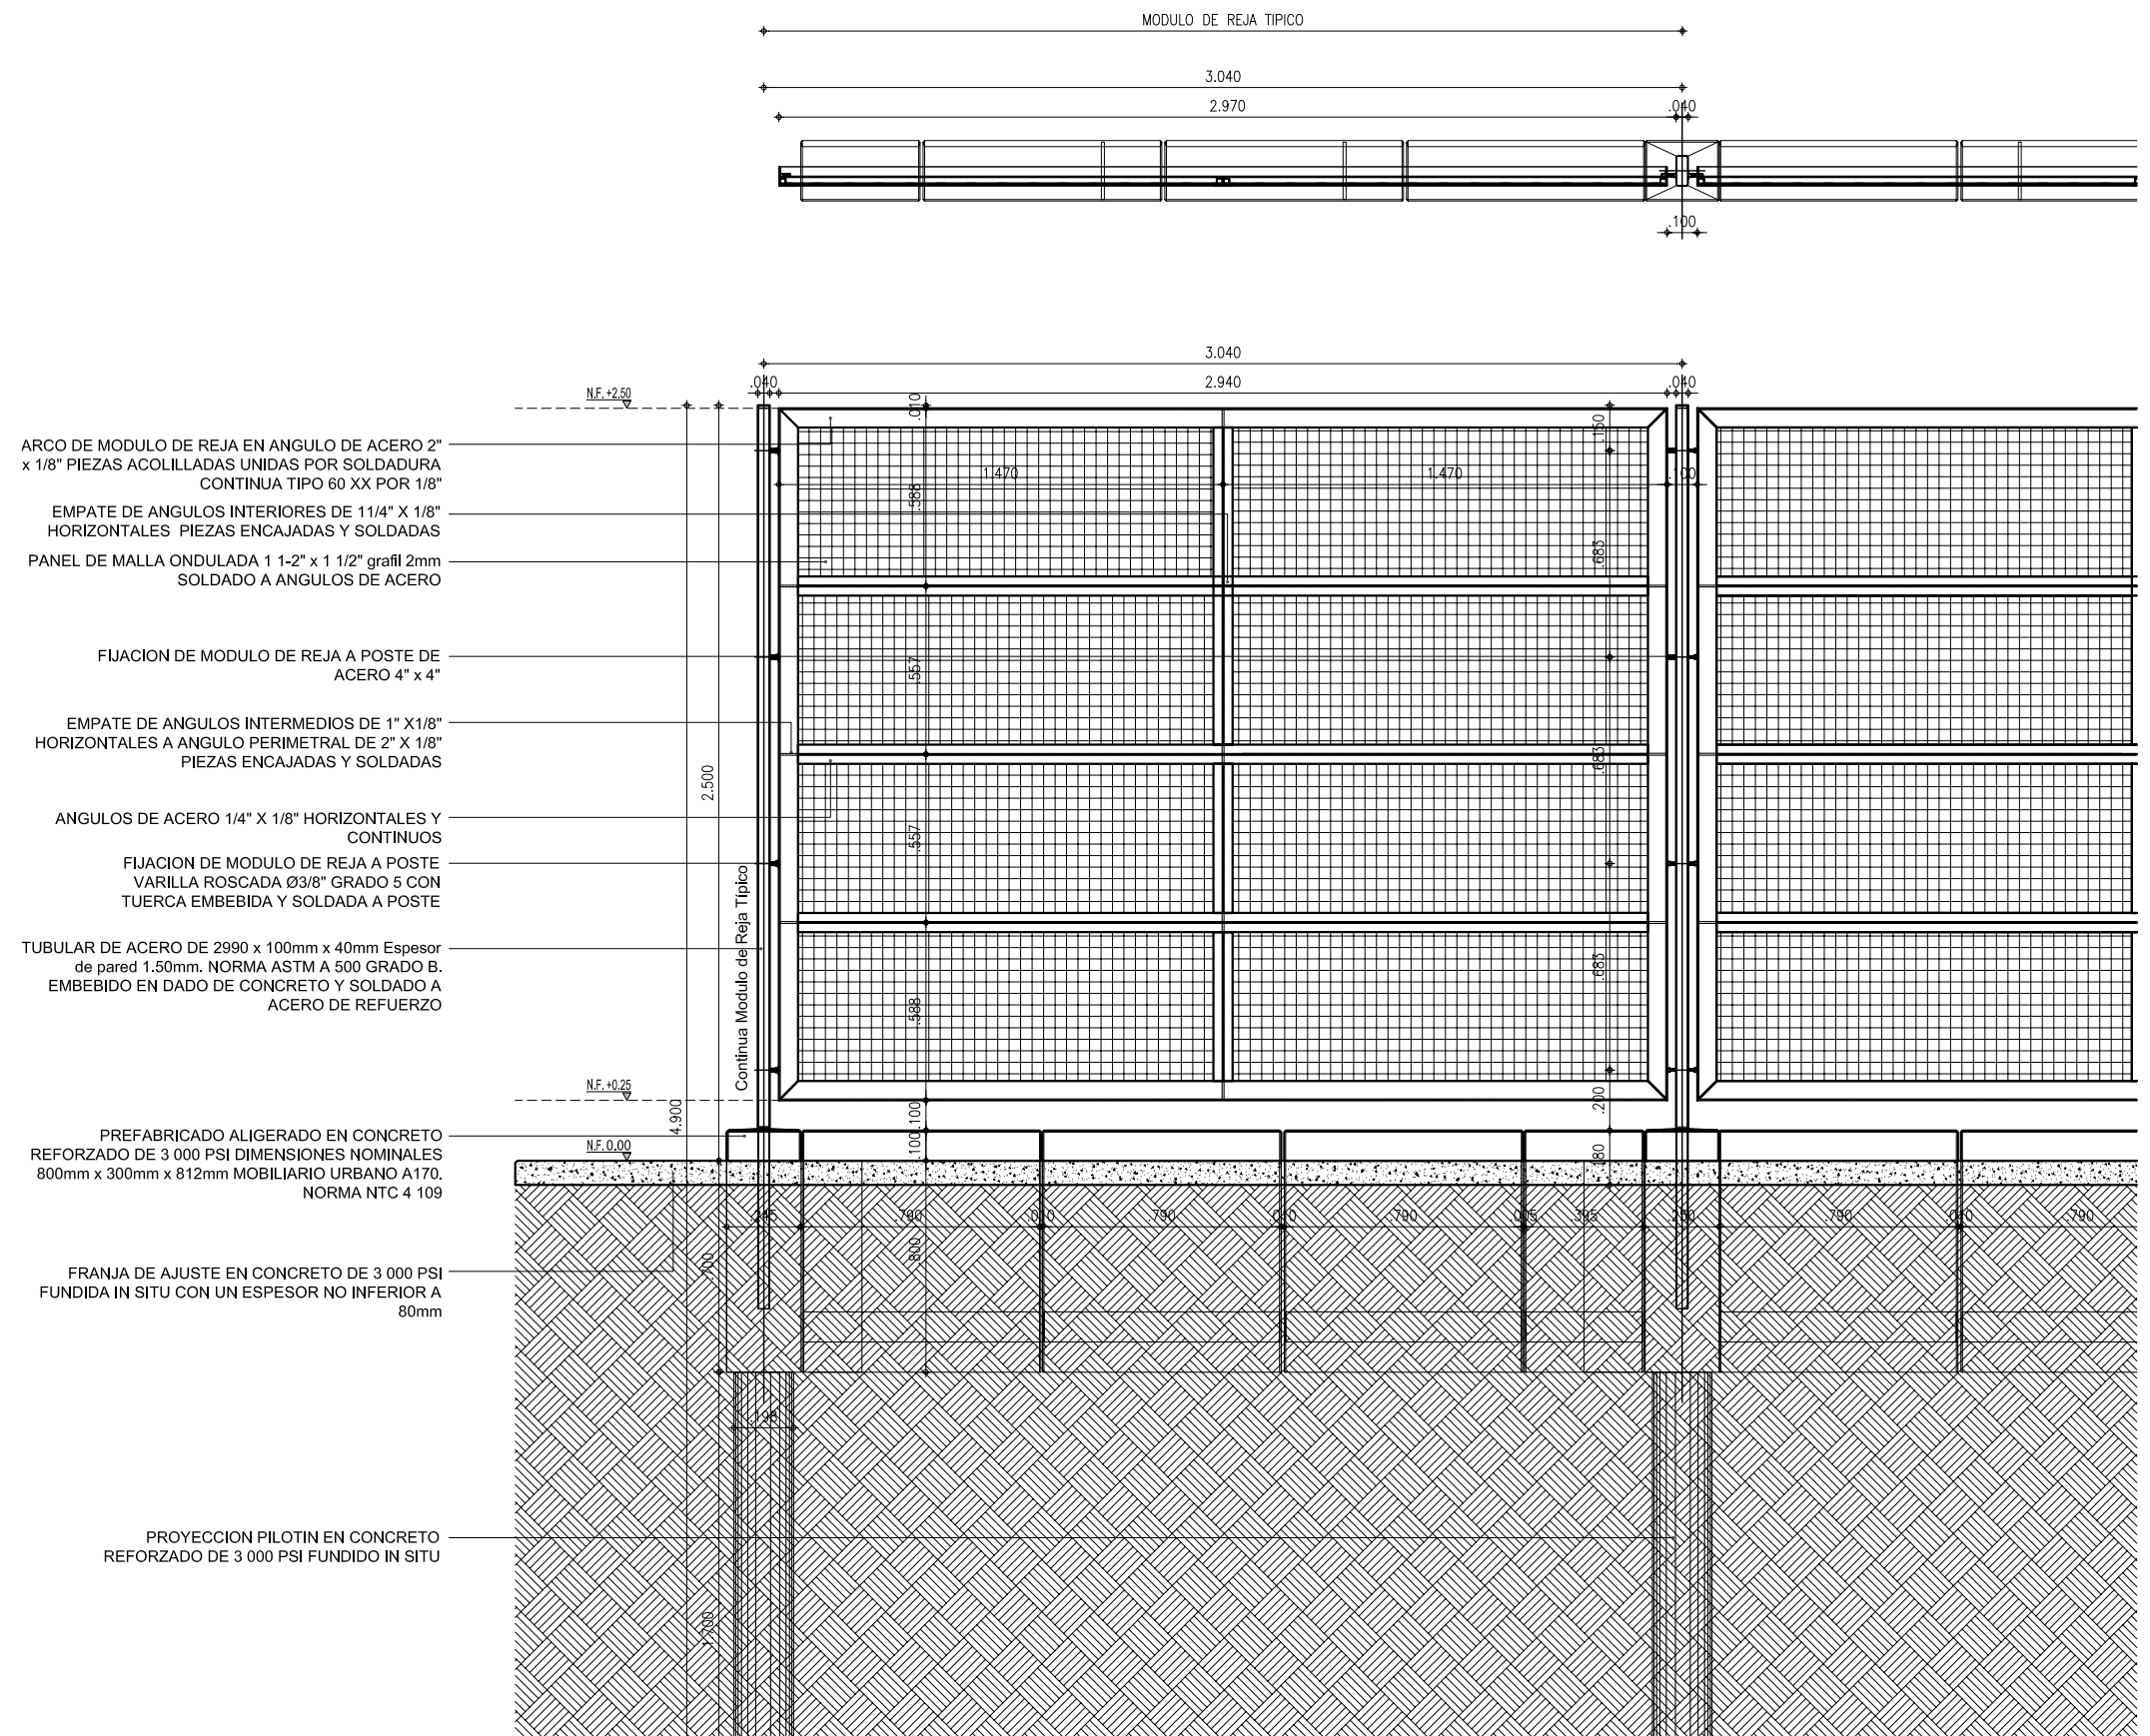 MODULO DE REJA TIPICO
3.040
2.970
.040
.100
3.040
.040
2.940
.040
N.F. +2.50
.010
.150
ARCO DE MODULO DE REJA EN ANGULO DE ACERO 2"
x 1/8" PIEZAS ACOLILLADAS UNIDAS POR SOLDADURA
CONTINUA TIPO 60 XX POR 1/8"
1.470
1.470
.100
.588
EMPATE DE ANGULOS INTERIORES DE 11/4" X 1/8"
HORIZONTALES PIEZAS ENCAJADAS Y SOLDADAS
PANEL DE MALLA ONDULADA 1 1-2" x 1 1/2" grafil 2mm
SOLDADO A ANGULOS DE ACERO
.683
FIJACION DE MODULO DE REJA A POSTE DE
ACERO 4" x 4"
.557
EMPATE DE ANGULOS INTERMEDIOS DE 1" X1/8"
HORIZONTALES A ANGULO PERIMETRAL DE 2" X 1/8"
PIEZAS ENCAJADAS Y SOLDADAS
2.500
.683
ANGULOS DE ACERO 1/4" X 1/8" HORIZONTALES Y
CONTINUOS
.557
FIJACION DE MODULO DE REJA A POSTE
VARILLA ROSCADA Ø3/8" GRADO 5 CON
TUERCA EMBEBIDA Y SOLDADA A POSTE
Continua Modulo de Reja Típico
TUBULAR DE ACERO DE 2990 x 100mm x 40mm Espesor
de pared 1.50mm. NORMA ASTM A 500 GRADO B.
EMBEBIDO EN DADO DE CONCRETO Y SOLDADO A
ACERO DE REFUERZO
.683
.588
N.F. +0.25
4.900
.100
.200
PREFABRICADO ALIGERADO EN CONCRETO
REFORZADO DE 3 000 PSI DIMENSIONES NOMINALES
800mm x 300mm x 812mm MOBILIARIO URBANO A170.
NORMA NTC 4 109
N.F. 0.00
.100
.180
.245
.790
.790
.790
.395
.250
.790
.790
.700
.800
FRANJA DE AJUSTE EN CONCRETO DE 3 000 PSI
FUNDIDA IN SITU CON UN ESPESOR NO INFERIOR A
80mm
.198
PROYECCION PILOTIN EN CONCRETO
REFORZADO DE 3 000 PSI FUNDIDO IN SITU
1.700